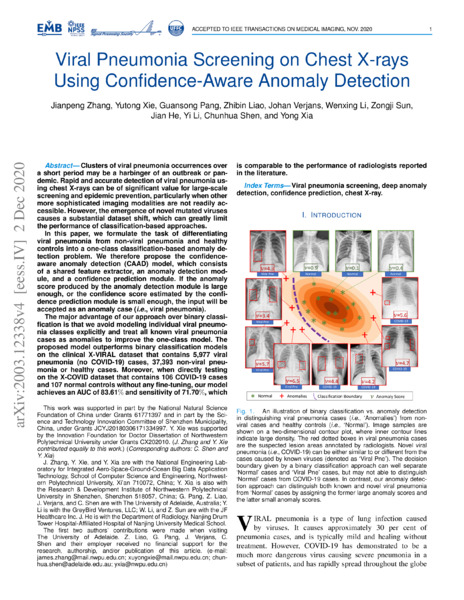 ACCEPTED TO IEEE TRANSACTIONS ON MEDICAL IMAGING, NOV. 2020
1
Viral Pneumonia Screening on Chest X-rays
Using Confidence-Aware Anomaly Detection
Jianpeng Zhang, Yutong Xie, Guansong Pang, Zhibin Liao, Johan Verjans, Wenxing Li, Zongji Sun,
Jian He, Yi Li, Chunhua Shen, and Yong Xia
arXiv:2003.12338v4 [eess.IV] 2 Dec 2020
Abstract—Clusters of viral pneumonia occurrences over
a short period may be a harbinger of an outbreak or pan-
demic. Rapid and accurate detection of viral pneumonia us-
ing chest X-rays can be of significant value for large-scale
screening and epidemic prevention, particularly when other
more sophisticated imaging modalities are not readily ac-
cessible. However, the emergence of novel mutated viruses
causes a substantial dataset shift, which can greatly limit
the performance of classification-based approaches.
In this paper, we formulate the task of differentiating
viral pneumonia from non-viral pneumonia and healthy
controls into a one-class classification-based anomaly de-
tection problem. We therefore propose the confidence-
aware anomaly detection (CAAD) model, which consists
of a shared feature extractor, an anomaly detection mod-
ule, and a confidence prediction module. If the anomaly
score produced by the anomaly detection module is large
enough, or the confidence score estimated by the confi-
dence prediction module is small enough, the input will be
accepted as an anomaly case (i.e., viral pneumonia).
The major advantage of our approach over binary classi-
fication is that we avoid modeling individual viral pneumo-
nia classes explicitly and treat all known viral pneumonia
cases as anomalies to improve the one-class model. The
proposed model outperforms binary classification models
on the clinical X-VIRAL dataset that contains 5,977 viral
pneumonia (no COVID-19) cases, 37,393 non-viral pneu-
monia or healthy cases. Moreover, when directly testing
on the X-COVID dataset that contains 106 COVID-19 cases
and 107 normal controls without any fine-tuning, our model
achieves an AUC of 83.61% and sensitivity of 71.70%, which
This work was supported in part by the National Natural Science
Foundation of China under Grants 61771397 and in part by the Sci-
ence and Technology Innovation Committee of Shenzhen Municipality,
China, under Grants JCYJ20180306171334997. Y. Xie was supported
by the Innovation Foundation for Doctor Dissertation of Northwestern
Polytechnical University under Grants CX202010. (J. Zhang and Y. Xie
contributed equally to this work.) (Corresponding authors: C. Shen and
Y. Xia)
J. Zhang, Y. Xie, and Y. Xia are with the National Engineering Lab-
oratory for Integrated Aero-Space-Ground-Ocean Big Data Application
Technology, School of Computer Science and Engineering, Northwest-
ern Polytechnical University, Xi'an 710072, China; Y. Xie is also with
the Research & Development Institute of Northwestern Polytechnical
University in Shenzhen, Shenzhen 518057, China; G. Pang, Z. Liao,
J. Verjans, and C. Shen are with The University of Adelaide, Australia; Y.
Li is with the GreyBird Ventures, LLC; W. Li, and Z. Sun are with the JF
Healthcare Inc. J. He is with the Department of Radiology, Nanjing Drum
Tower Hospital-Affiliated Hospital of Nanjing University Medical School.
The first two authors contributions were made when visiting
The University of Adelaide. Z. Liao, G. Pang, J. Verjans, C.
Shen and their employer received no financial support for the
research, authorship, and/or publication of this article. (e-mail:
james.zhang@mail.nwpu.edu.cn; xuyongxie@mail.nwpu.edu.cn; chun-
hua.shen@adelaide.edu.au; yxia@nwpu.edu.cn)
is comparable to the performance of radiologists reported
in the literature.
Index Terms—Viral pneumonia screening, deep anomaly
detection, confidence prediction, chest X-ray.
I. INTRODUCTION
Normal Anomalies Classification Boundary Anomaly Score
Fig. 1. An illustration of binary classification vs. anomaly detection
in distinguishing viral pneumonia cases (i.e., 'Anomalies') from non-
viral cases and healthy controls (i.e., 'Normal'). Image samples are
shown on a two-dimensional contour plot, where inner contour lines
indicate large density. The red dotted boxes in viral pneumonia cases
are the suspected lesion areas annotated by radiologists. Novel viral
pneumonia (i.e., COVID-19) can be either similar to or different from the
cases caused by known viruses (denoted as 'Viral Pneu'). The decision
boundary given by a binary classification approach can well separate
'Normal' cases and 'Viral Pneu' cases, but may not able to distinguish
'Normal' cases from COVID-19 cases. In contrast, our anomaly detec-
tion approach can distinguish both known and novel viral pneumonia
from 'Normal' cases by assigning the former large anomaly scores and
the latter small anomaly scores.
VIRAL pneumonia is a type of lung infection caused
by viruses. It causes approximately 30 percent of
pneumonia cases, and is typically mild and healing without
treatment. However, COVID-19 has demonstrated to be a
much more dangerous virus causing severe pneumonia in a
subset of patients, and has rapidly spread throughout the globe